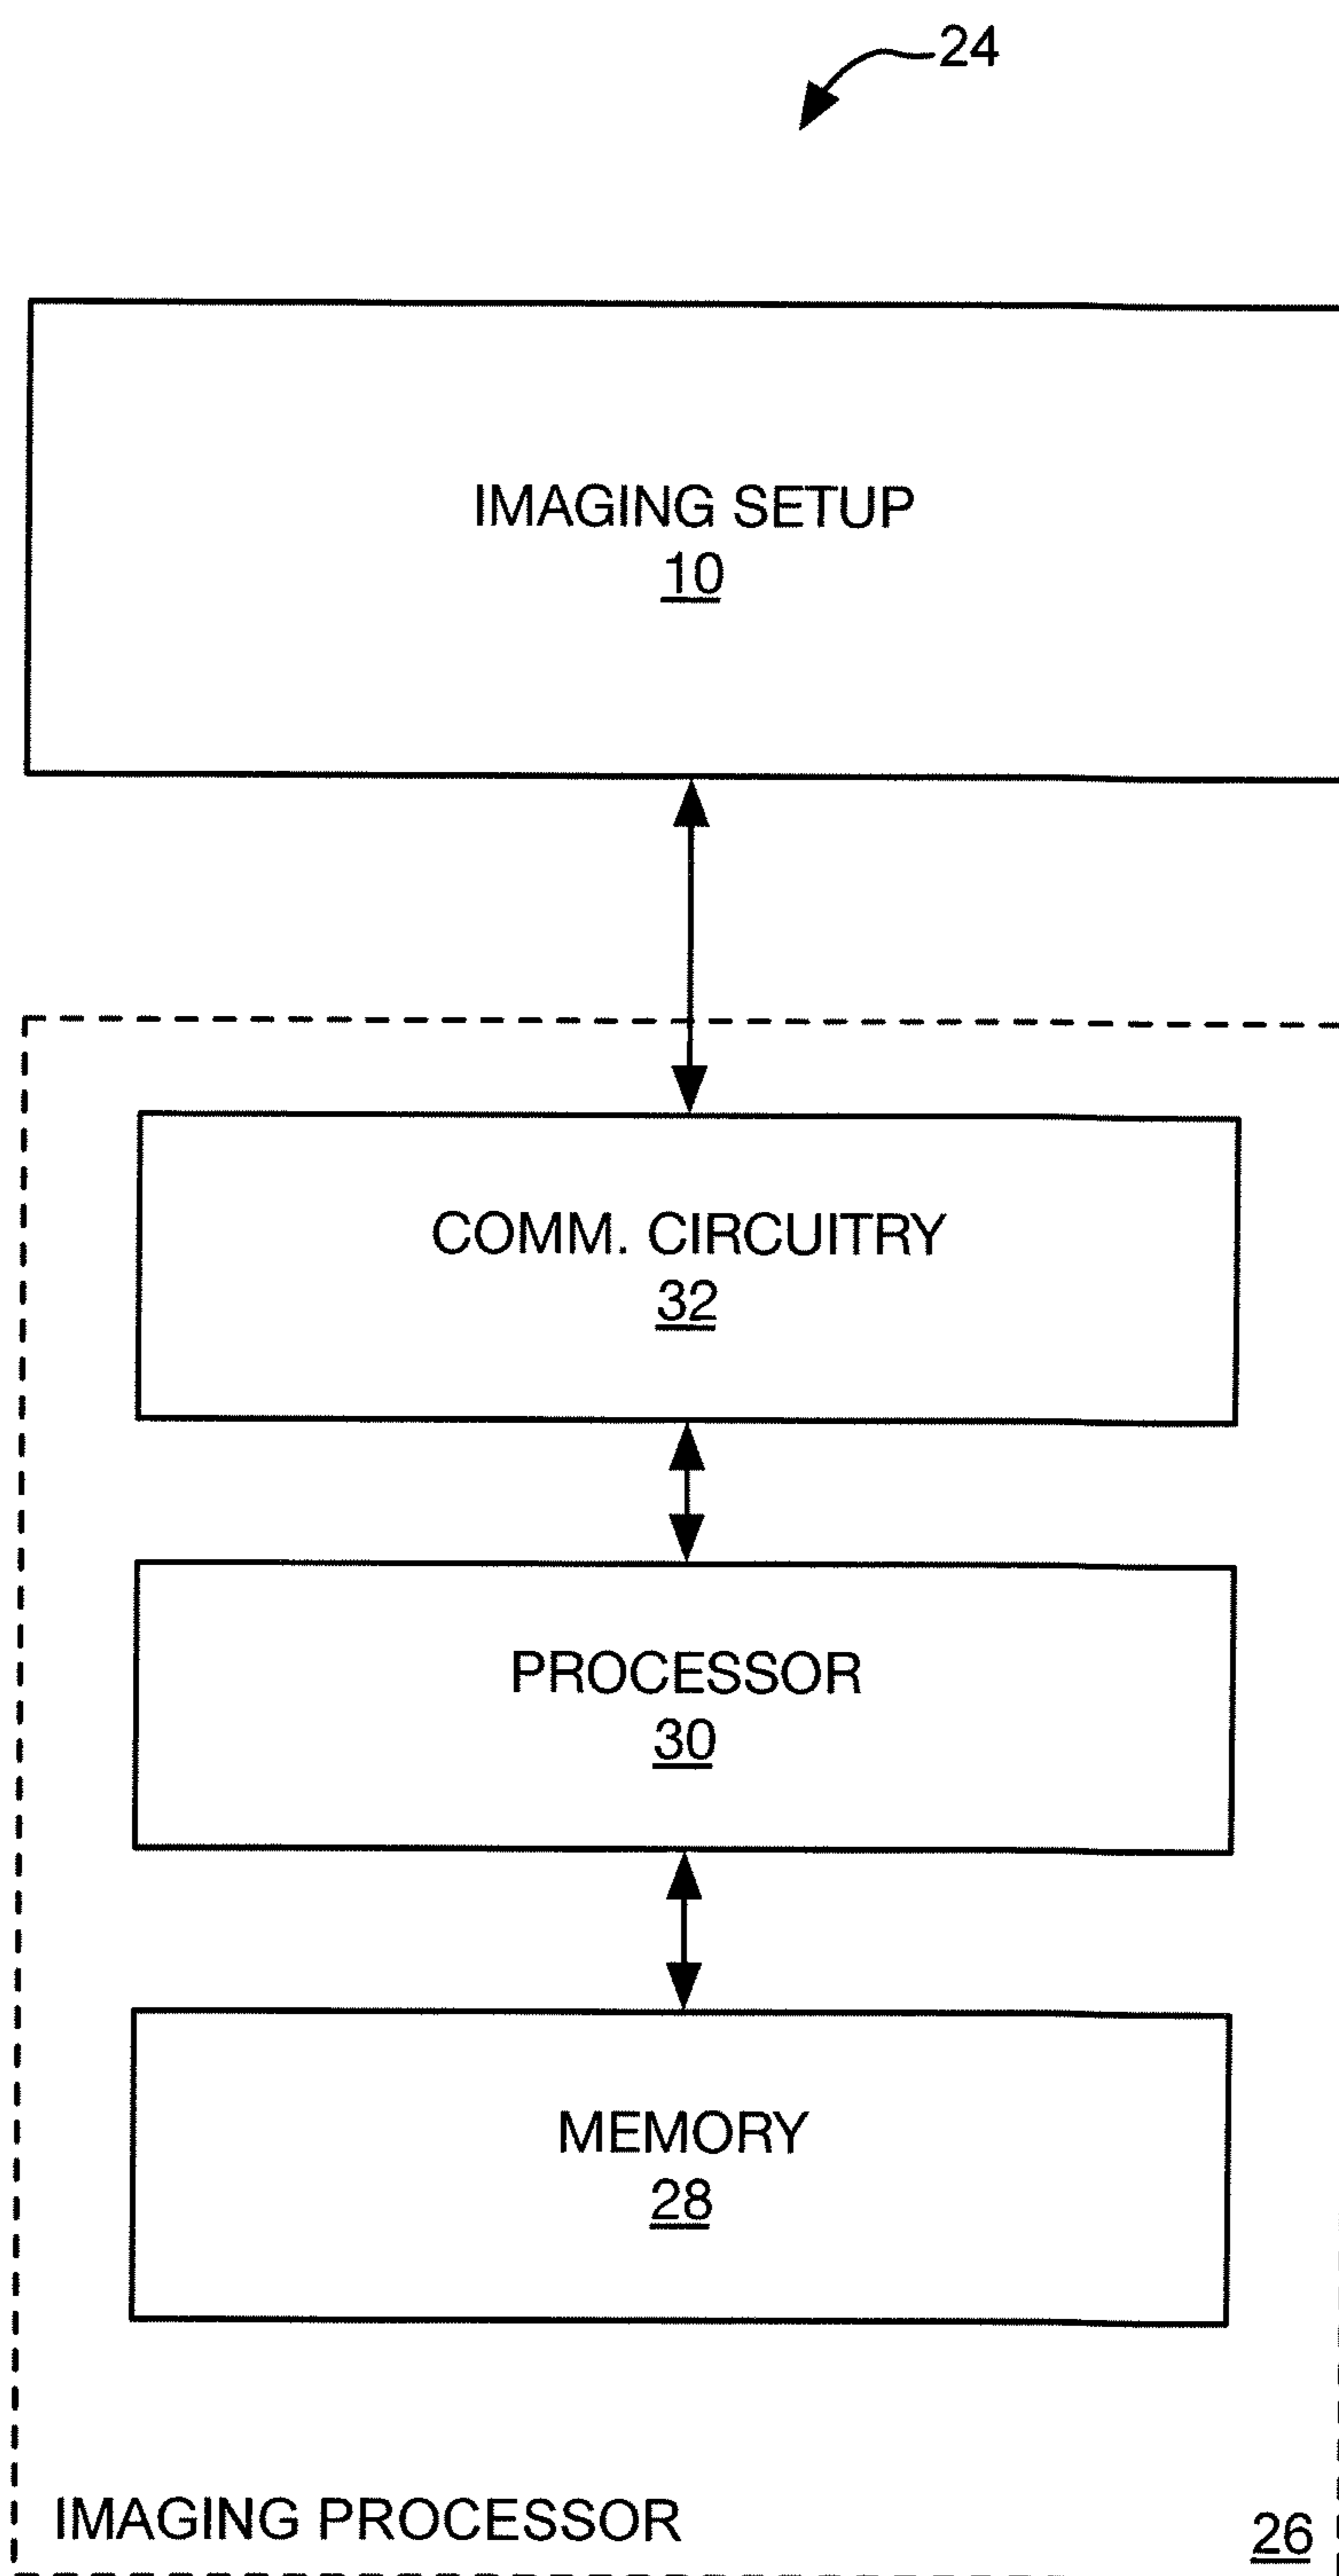 24
IMAGING SETUP
10
COMM. CIRCUITRY
32
PROCESSOR
30
MEMORY
28
IMAGING PROCESSOR
26